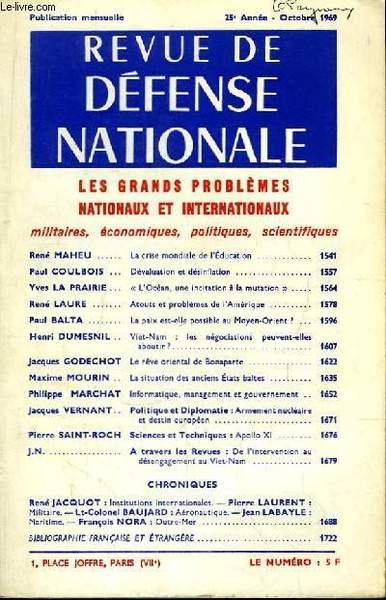 Le-livre.com
Publication mensuelle 25e Année - Octobre 1969
REVUE DE
DÉFENSE
NATIONALE
LES GRANDS PROBLÈMES
NATIONAUX ET INTERNATIONAUX
militaires, économiques, politiques, scientifiques
René MAHEU ...... La crise mondiale de l'Éducation ............ 1541
Paul COULBOIS ... Dévaluation et désinflation ............ 1557
Yves LA PRAIRIE ... « L'Océan, une incitation à la mutation » ..... 1564
René LAURE ...... Atouts et problèmes de l'Amérique .......... 1578
Paul BALTA ...... La paix est-elle possible au Moyen-Orient ? ... 1596
Henri DUMESNIL .. Viet-Nam : les négociations peuvent-elles
aboutir ? .............................. 1607
Jacques GODECHOT Le rêve oriental de Bonaparte .............. 1622
Maxime MOURIN .. La situation des anciens États baltes ........ 1635
Philippe MARCHAT Informatique, management et gouvernement .. 1652
Jacques VERNANT.. Politique et Diplomatie : Armement nucléaire
et destin européen ...................... 1671
Pierre SAINT-ROCH Sciences et Techniques : Apollo XI .......... 1676
J.N. .............. A travers les Revues : De l'intervention au
désengagement au Viet-Nam .............. 1679
CHRONIQUES
René JACQUOT : Institutions internationales. — Pierre LAURENT :
Militaire. — Lt-Colonel BAUJARD : Aéronautique. — Jean LABAYLE :
Maritime. — François NORA : Outre-Mer .................... 1688
BIBLIOGRAPHIE FRANÇAISE ET ÉTRANGÈRE .................... 1722
1, PLACE JOFFRE, PARIS (VIIe) LE NUMÉRO : 5 F